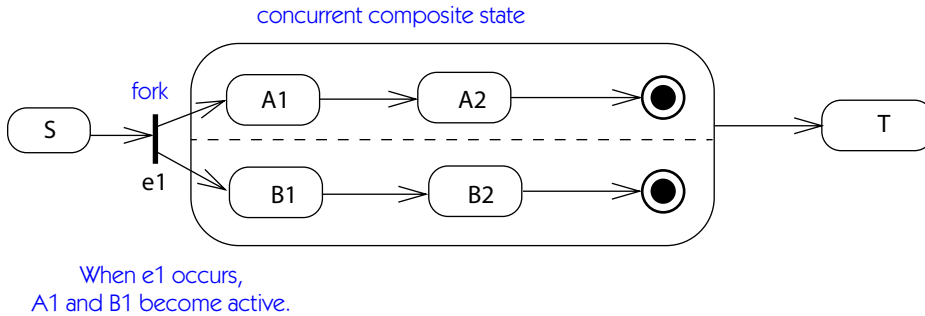 concurrent composite state
fork
S
A1
A2
T
e1
B1
B2
When e1 occurs,
A1 and B1 become active.